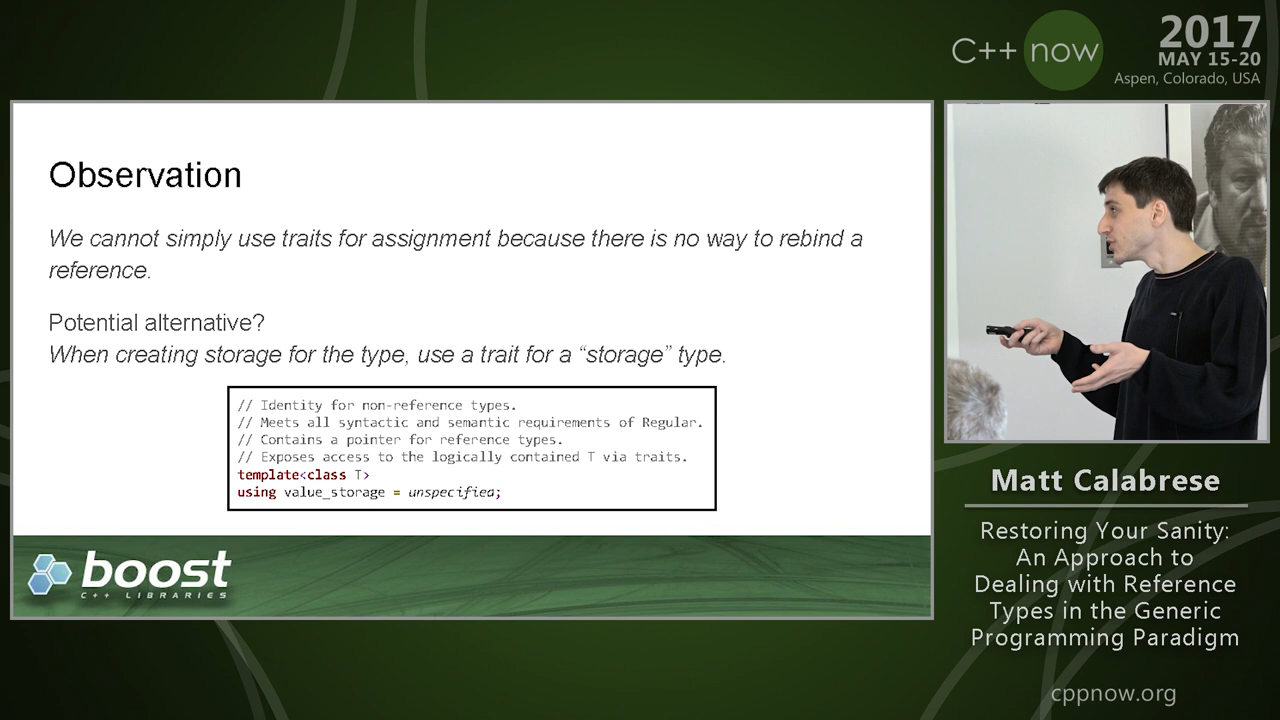 C++ now
2017
MAY 15-20
Aspen, Colorado, USA
Observation
We cannot simply use traits for assignment because there is no way to rebind a
reference.
Potential alternative?
When creating storage for the type, use a trait for a “storage” type.
// Identity for non-reference types.
// Meets all syntactic and semantic requirements of Regular.
// Contains a pointer for reference types.
// Exposes access to the logically contained T via traits.
template<class T>
using value_storage = unspecified;
boost
C++ LIBRARIES
Matt Calabrese
Restoring Your Sanity:
An Approach to
Dealing with Reference
Types in the Generic
Programming Paradigm
cppnow.org